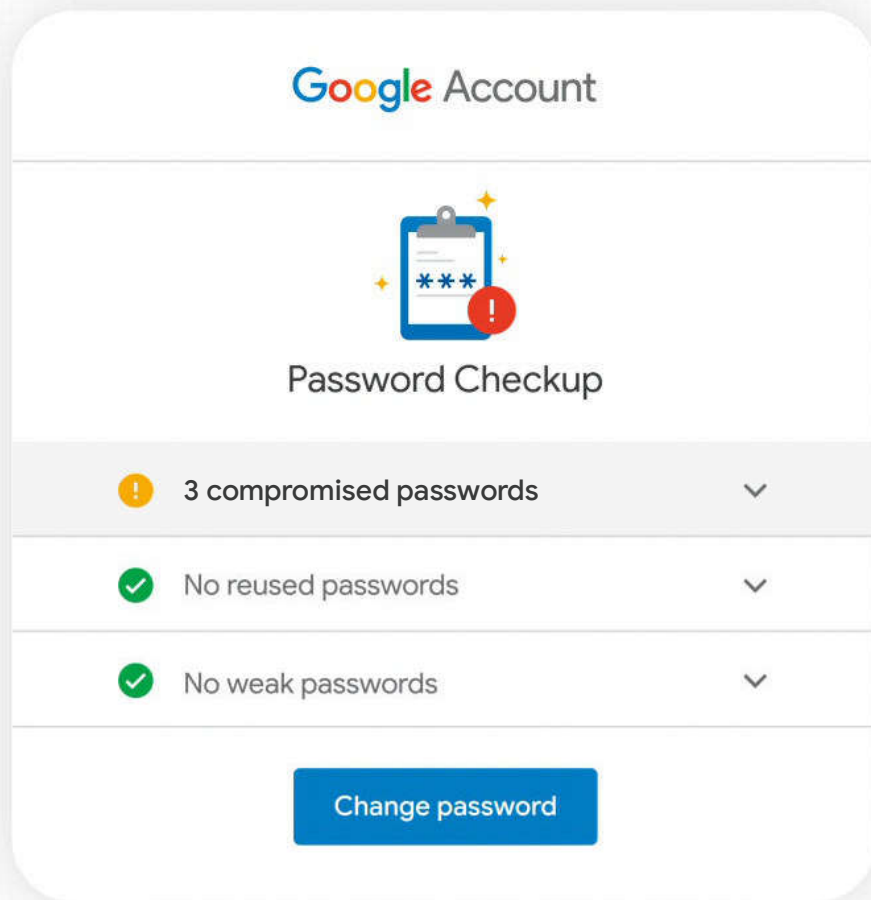 Google Account
***
!
Password Checkup
! 3 compromised passwords
No reused passwords
No weak passwords
Change password